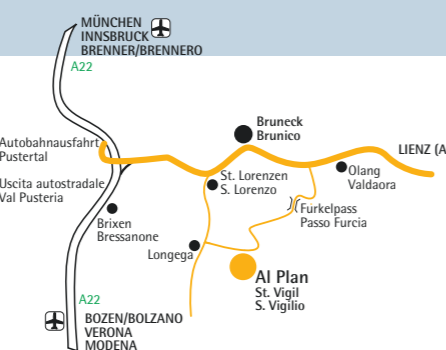 MÜNCHEN
INNSBRUCK
BRENNER/BRENNERO
A22
Bruneck
Brunico
LIENZ (A
Autobahnausfahrt
Pustertal
Uscita autostradale
Val Pusteria
St. Lorenzen
S. Lorenzo
Olang
Valdaora
Furkelpass
Passo Furcia
Brixen
Bressanone
Longega
Al Plan
St. Vigil
S. Vigilio
A22
BOZEN/BOLZANO
VERONA
MODENA